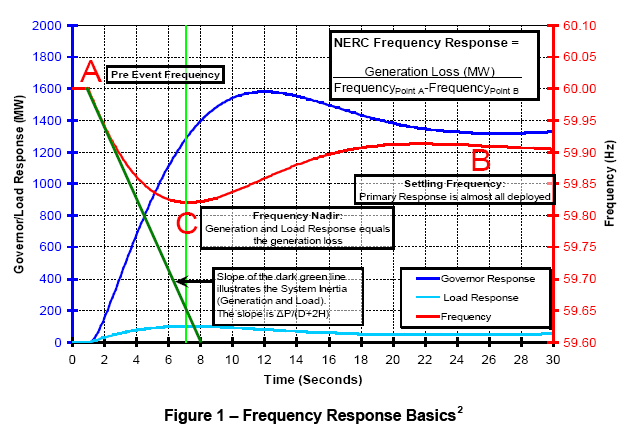 2000
1800
1600
1400
1200
1000
800
600
400
200
0
Governor/Load Response (MW)
60.10
60.05
60.00
59.95
59.90
59.85
59.80
59.75
59.70
59.65
59.60
Frequency (Hz)
A
Pre Event Frequency
NERC Frequency Response =
Generation Loss (MW)
FrequencyPoint A-FrequencyPoint B
B
Settling Frequency:
Primary Response is almost all deployed
C
Frequency Nadir:
Generation and Load Response equals
the generation loss
Slope of the dark green line
illustrates the System Inertia
(Generation and Load).
The slope is ΔP/(D+2H)
Governor Response
Load Response
Frequency
0 2 4 6 8 10 12 14 16 18 20 22 24 26 28 30
Time (Seconds)
Figure 1 – Frequency Response Basics2